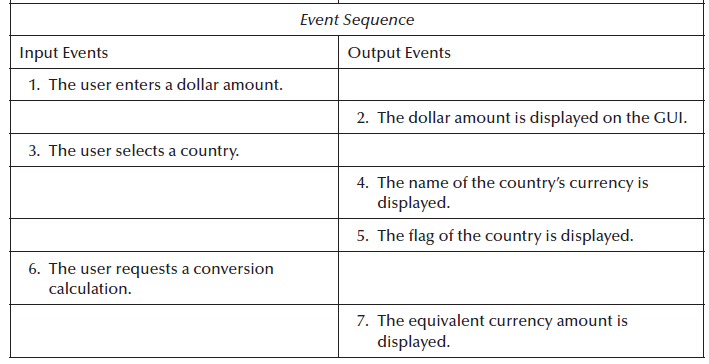 Event Sequence
Input Events
Output Events
1. The user enters a dollar amount.
2. The dollar amount is displayed on the GUI.
3. The user selects a country.
4. The name of the country’s currency is
displayed.
5. The flag of the country is displayed.
6. The user requests a conversion
calculation.
7. The equivalent currency amount is
displayed.